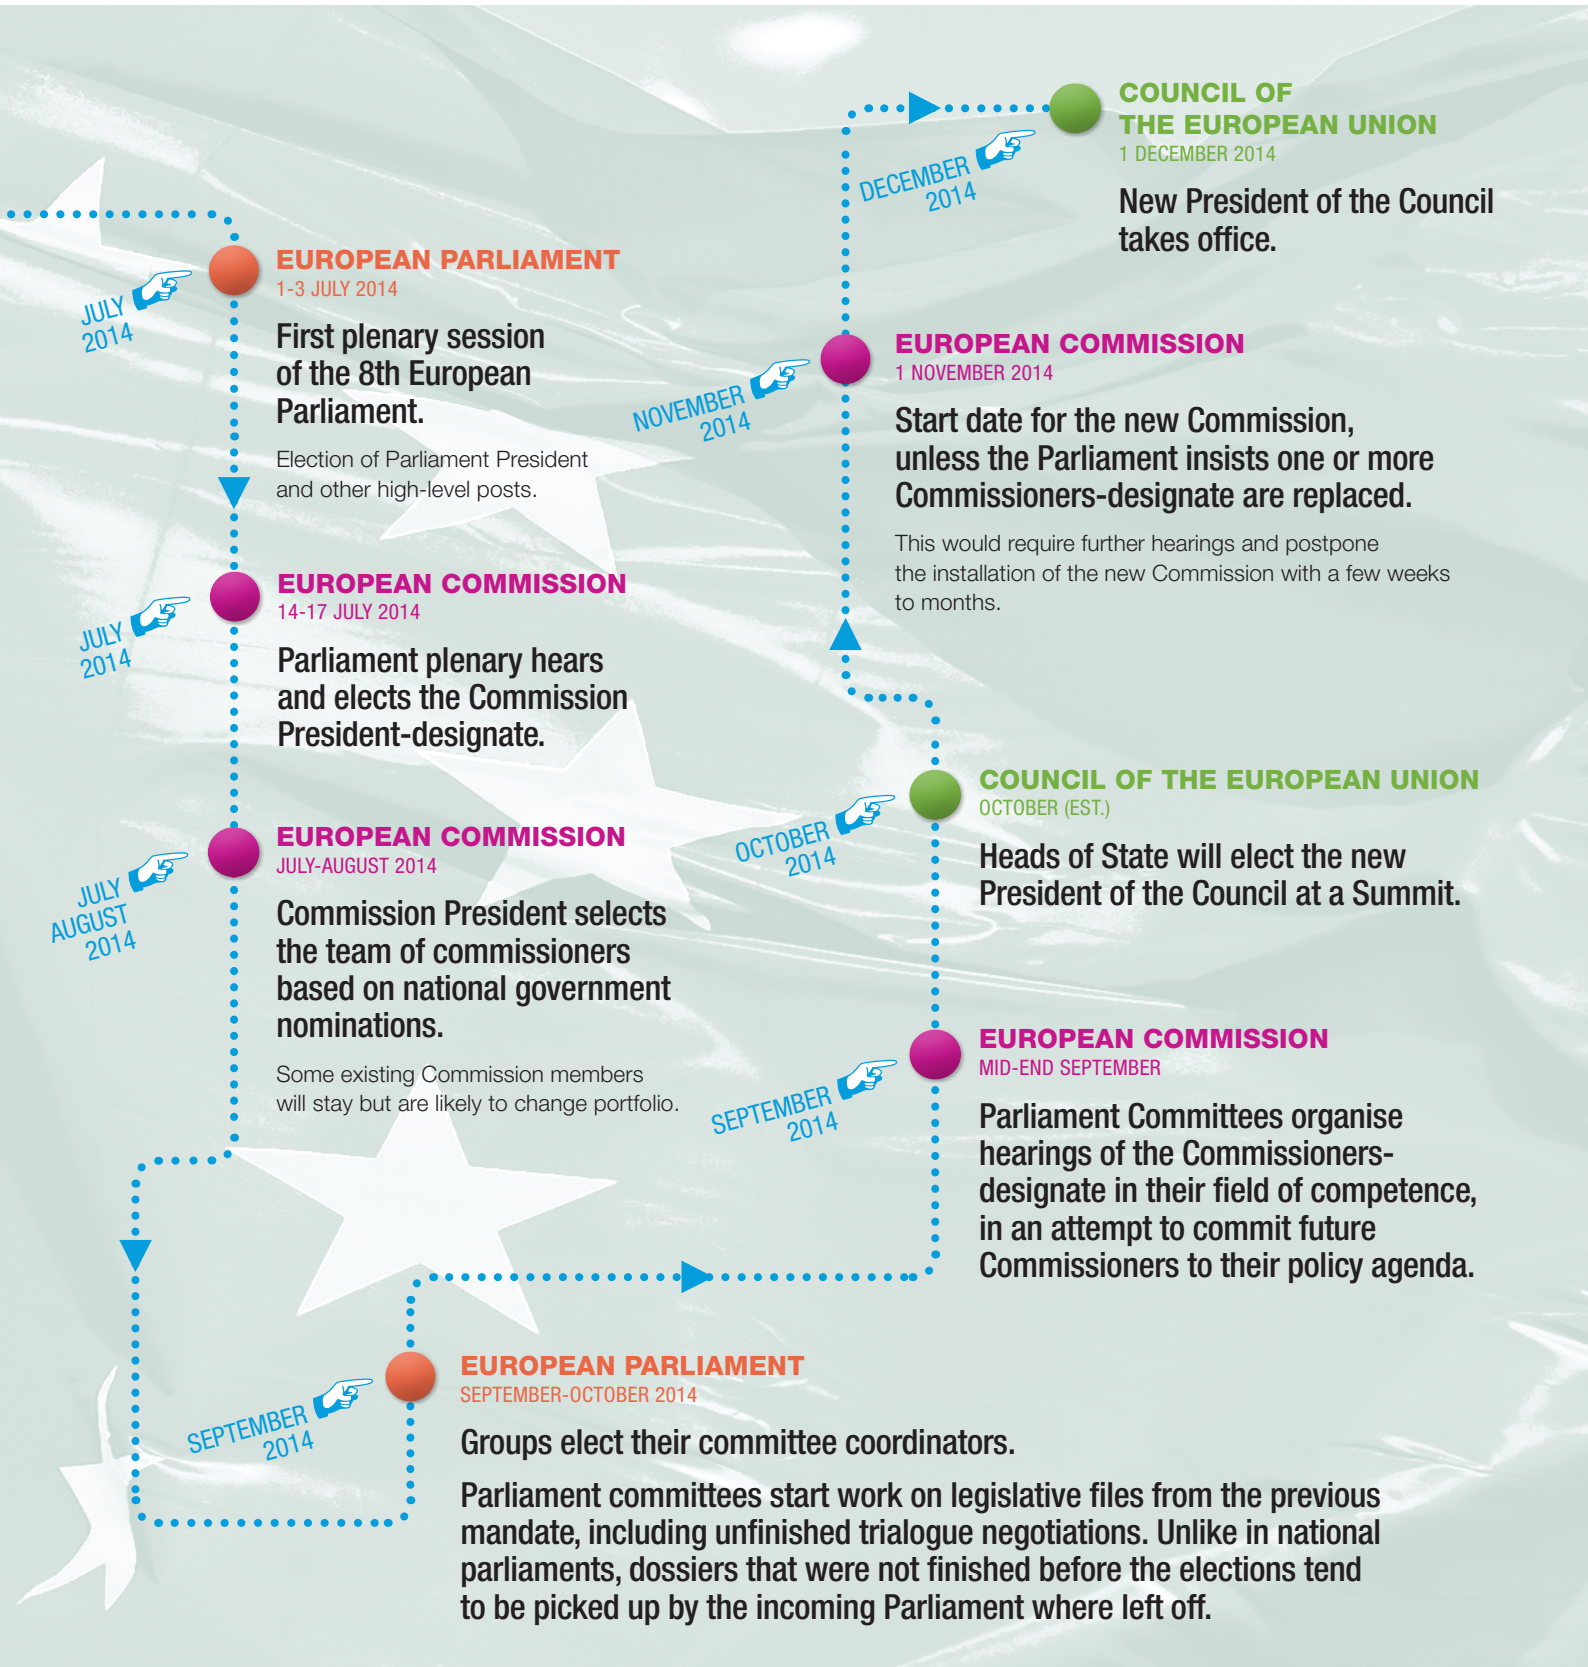 JULY
2014
EUROPEAN PARLIAMENT
1-3 JULY 2014
First plenary session
of the 8th European
Parliament.
Election of Parliament President
and other high-level posts.
JULY
2014
EUROPEAN COMMISSION
14-17 JULY 2014
Parliament plenary hears
and elects the Commission
President-designate.
JULY
AUGUST
2014
EUROPEAN COMMISSION
JULY-AUGUST 2014
Commission President selects
the team of commissioners
based on national government
nominations.
Some existing Commission members
will stay but are likely to change portfolio.
SEPTEMBER
2014
EUROPEAN PARLIAMENT
SEPTEMBER-OCTOBER 2014
Groups elect their committee coordinators.
Parliament committees start work on legislative files from the previous
mandate, including unfinished trialogue negotiations. Unlike in national
parliaments, dossiers that were not finished before the elections tend
to be picked up by the incoming Parliament where left off.
SEPTEMBER
2014
EUROPEAN COMMISSION
MID-END SEPTEMBER
Parliament Committees organise
hearings of the Commissioners-
designate in their field of competence,
in an attempt to commit future
Commissioners to their policy agenda.
OCTOBER
2014
COUNCIL OF THE EUROPEAN UNION
OCTOBER (EST.)
Heads of State will elect the new
President of the Council at a Summit.
NOVEMBER
2014
EUROPEAN COMMISSION
1 NOVEMBER 2014
Start date for the new Commission,
unless the Parliament insists one or more
Commissioners-designate are replaced.
This would require further hearings and postpone
the installation of the new Commission with a few weeks
to months.
DECEMBER
2014
COUNCIL OF
THE EUROPEAN UNION
1 DECEMBER 2014
New President of the Council
takes office.